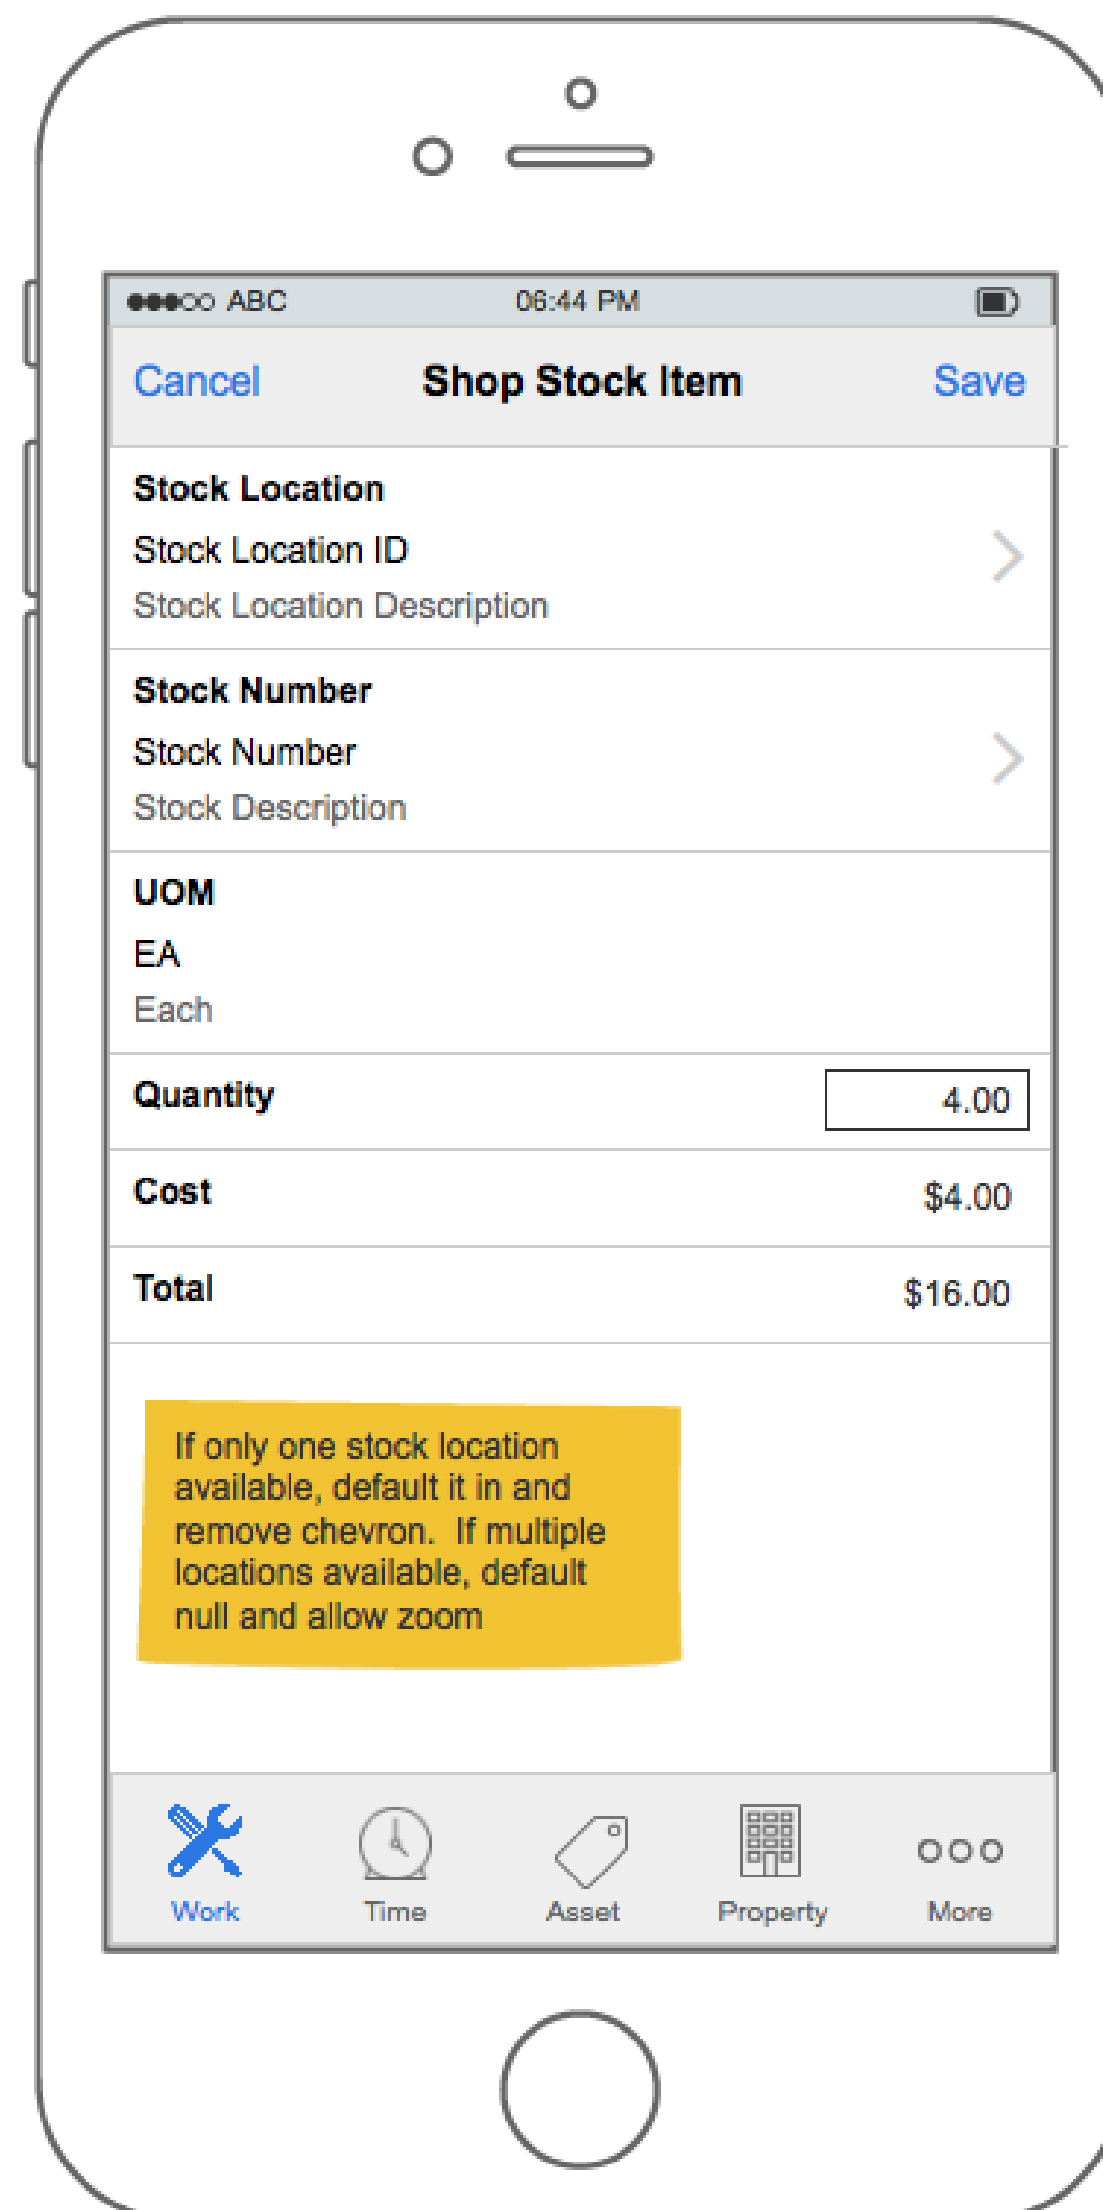 ABC 06:44 PM
Cancel Shop Stock Item Save
Stock Location
Stock Location ID
Stock Location Description
Stock Number
Stock Number
Stock Description
UOM
EA
Each
Quantity 4.00
Cost $4.00
Total $16.00
If only one stock location
available, default it in and
remove chevron.  If multiple
locations available, default
null and allow zoom
Work Time Asset Property More